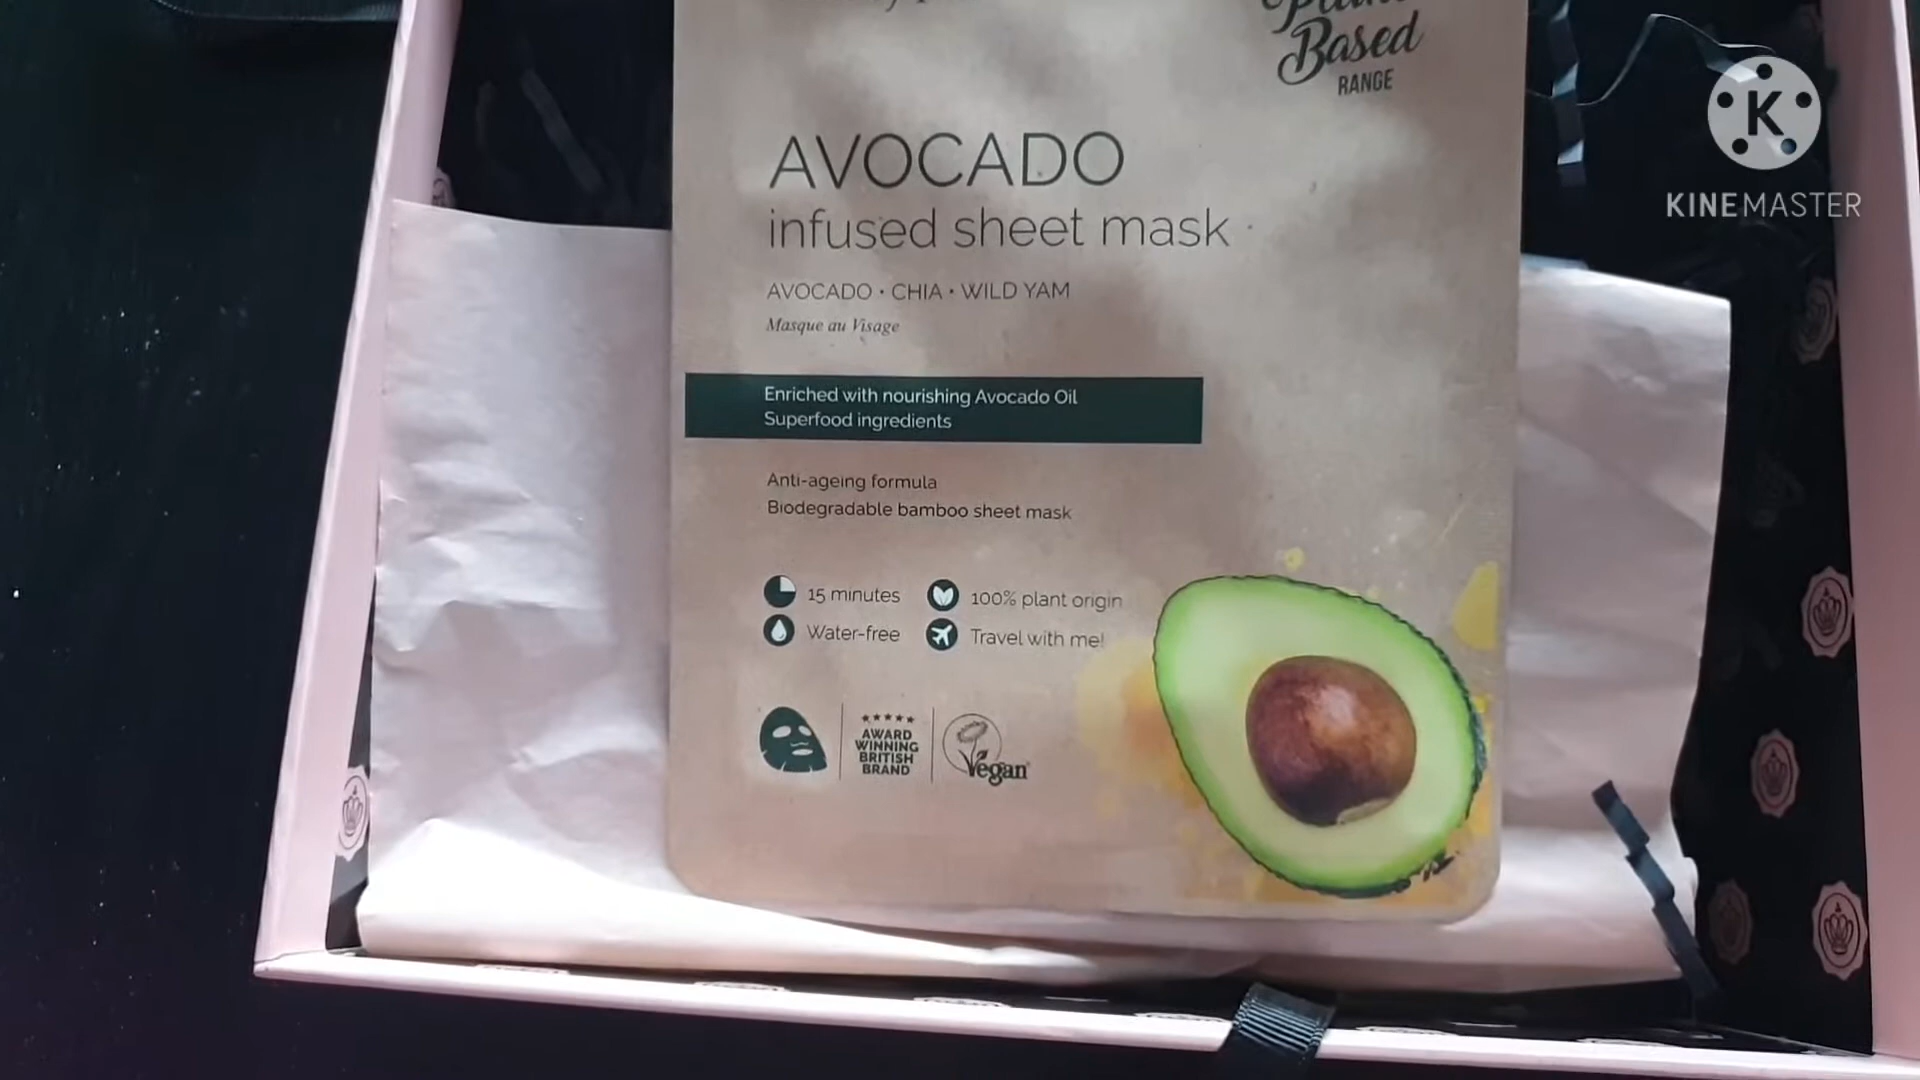 Based
RANGE
KINEMASTER
AVOCADO
infused sheet mask
AVOCADO · CHIA · WILD YAM
Masque au Visage
Enriched with nourishing Avocado Oil
Superfood ingredients
Anti-ageing formula
Biodegradable bamboo sheet mask
15 minutes
100% plant origin
Water-free
Travel with me!
AWARD
WINNING
BRITISH
BRAND
Vegan